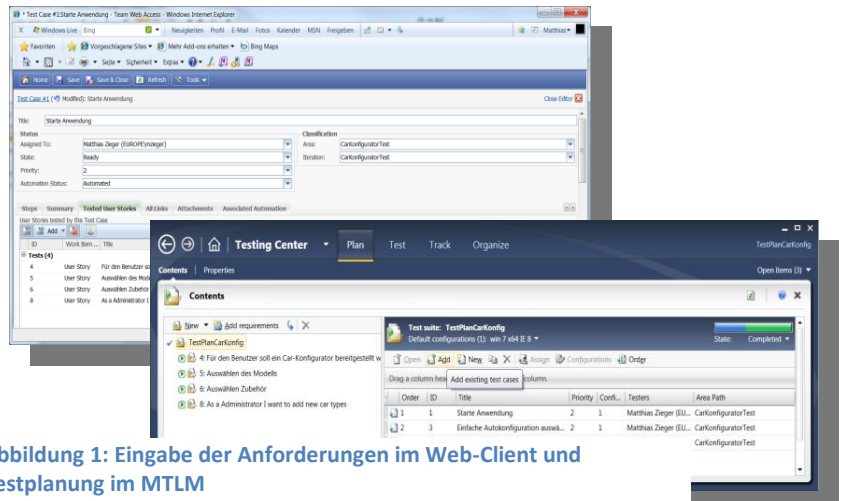 * Test Case #1:Starte Anwendung - Team Web Access - Windows Internet Explorer
X Windows Live Bing Neuigkeiten Profil E-Mail Fotos Kalender MSN Freigeben Matthias
Favoriten Vorgeschlagene Sites Mehr Add-ons erhalten Bing Maps
Seite Sicherheit Extras
Home Save Save & Close Refresh Tools
Test Case #1 ( Modified): Starte Anwendung Close Editor
Title: Starte Anwendung
Status Classification
Assigned To: Matthias Zieger (EUROPE\mzieger) Area: CarKonfiguratorTest
State: Ready Iteration: CarKonfiguratorTest
Priority: 2
Automation Status: Automated
Steps Summary Tested User Stories All Links Attachments Associated Automation
User Stories tested by this Test Case
Add
ID Work Item ... Title
Tests (4)
4 User Story Für den Benutzer so
5 User Story Auswählen des Mode
6 User Story Auswählen Zubehör
8 User Story As a Administrator I
Testing Center Plan Test Track Organize TestPlanCarKonfig
Contents Properties Open Items (3)
Contents
New Add requirements
TestPlanCarKonfig
4: Für den Benutzer soll ein Car-Konfigurator bereitgestellt w
5: Auswählen des Modells
6: Auswählen Zubehör
8: As a Administrator I want to add new car types
Test suite: TestPlanCarKonfig
Default configurations (1): win 7 x64 IE 8 State: Completed
Open Add New Assign Configurations Order
Drag a column hea column.
Add existing test cases
Order ID Title Priority Confi... Testers Area Path
1 1 Starte Anwendung 2 1 Matthias Zieger (EU... CarKonfiguratorTest
2 3 Einfache Autokonfiguration auswä... 2 1 Matthias Zieger (EU... CarKonfiguratorTest
CarKonfiguratorTest
bbildung 1: Eingabe der Anforderungen im Web-Client und
estplanung im MTLM